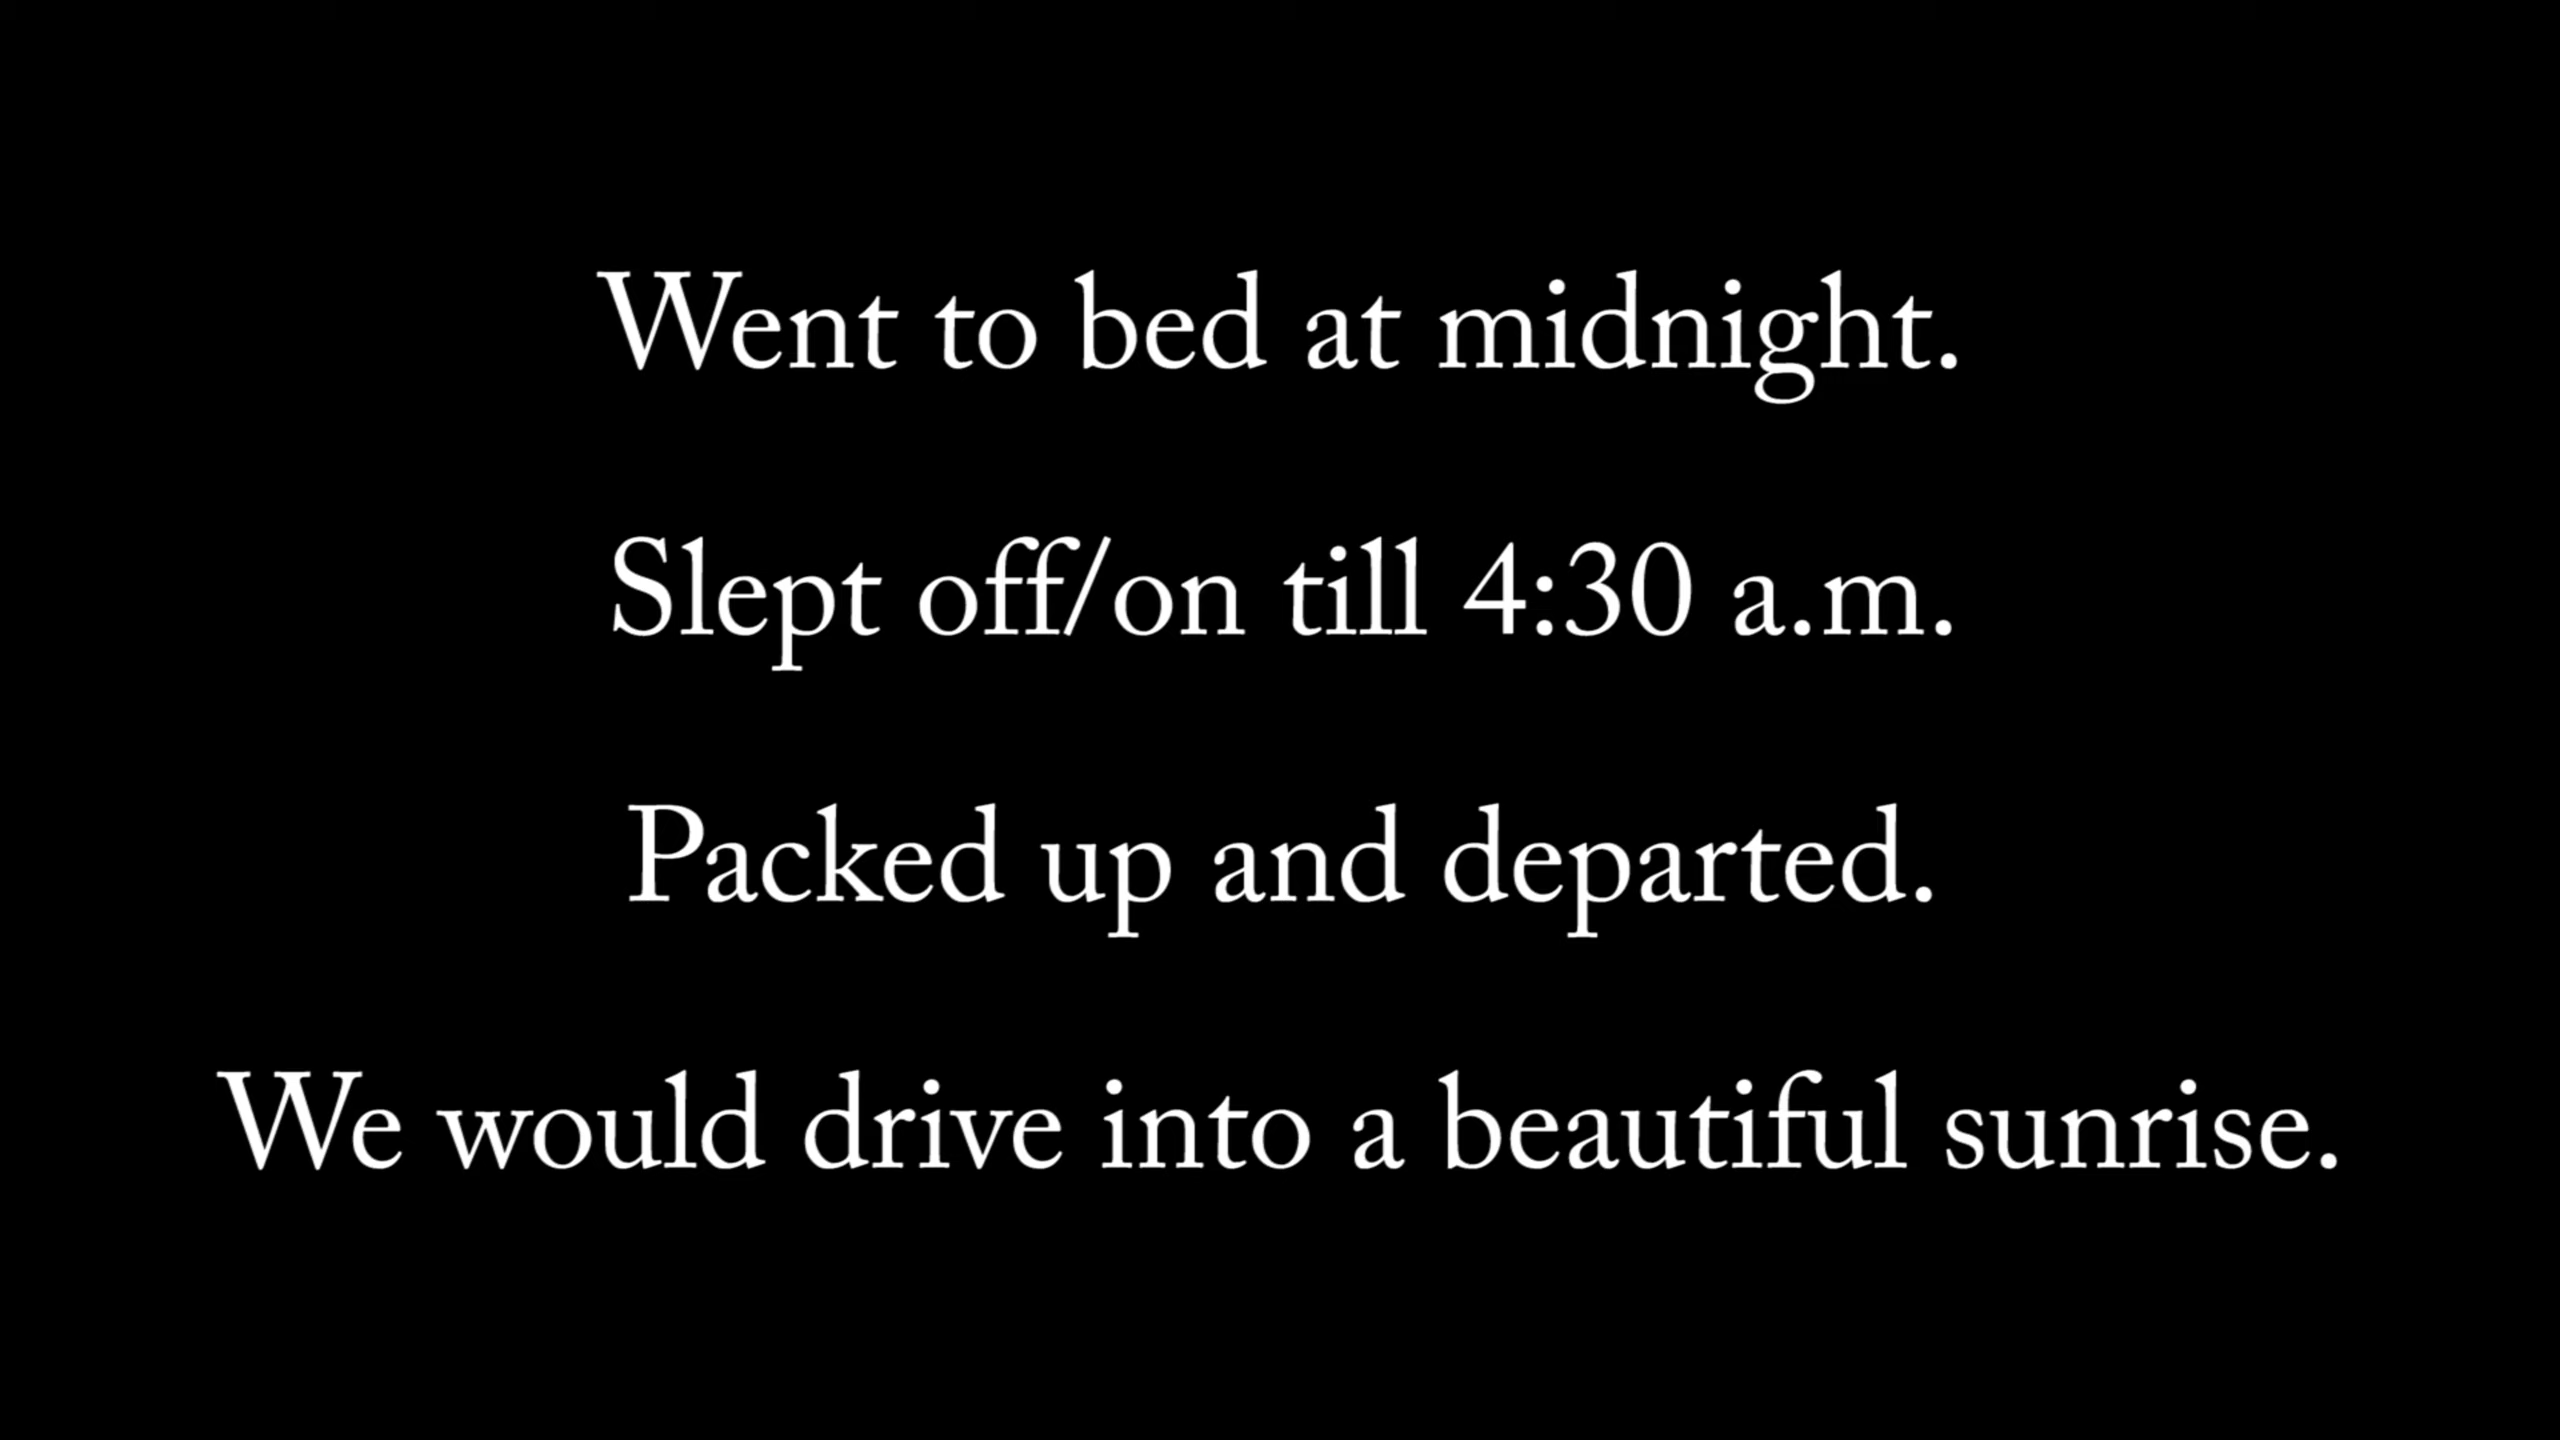 Went to bed at midnight.
Slept off/on till 4:30 a.m.
Packed up and departed.
We would drive into a beautiful sunrise.